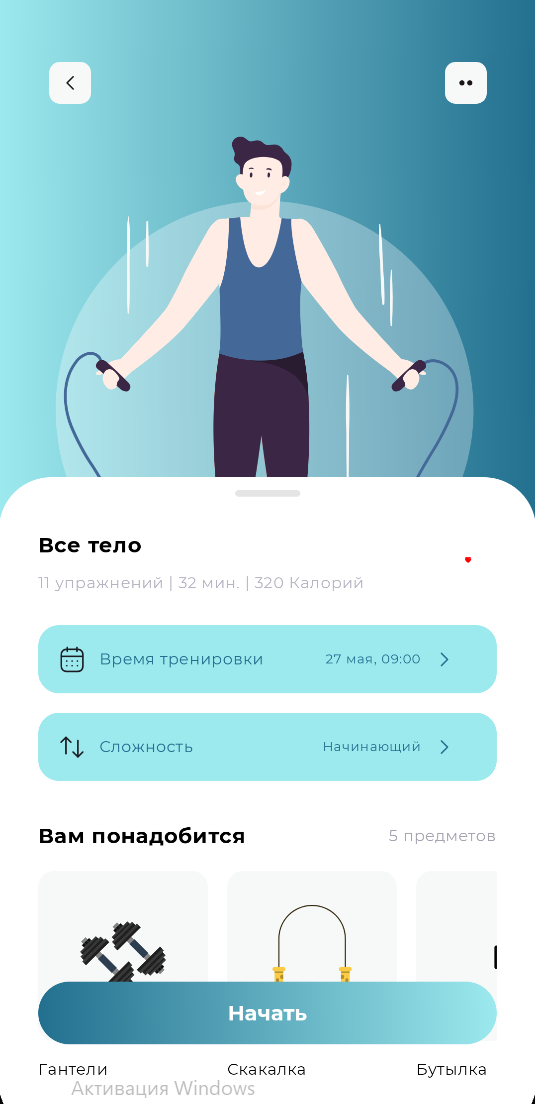 Все тело
11 упражнений | 32 мин. | 320 Калорий
Время тренировки 27 мая, 09:00
Сложность Начинающий
Вам понадобится 5 предметов
Начать
Гантели Скакалка Бутылка
Активация Windows